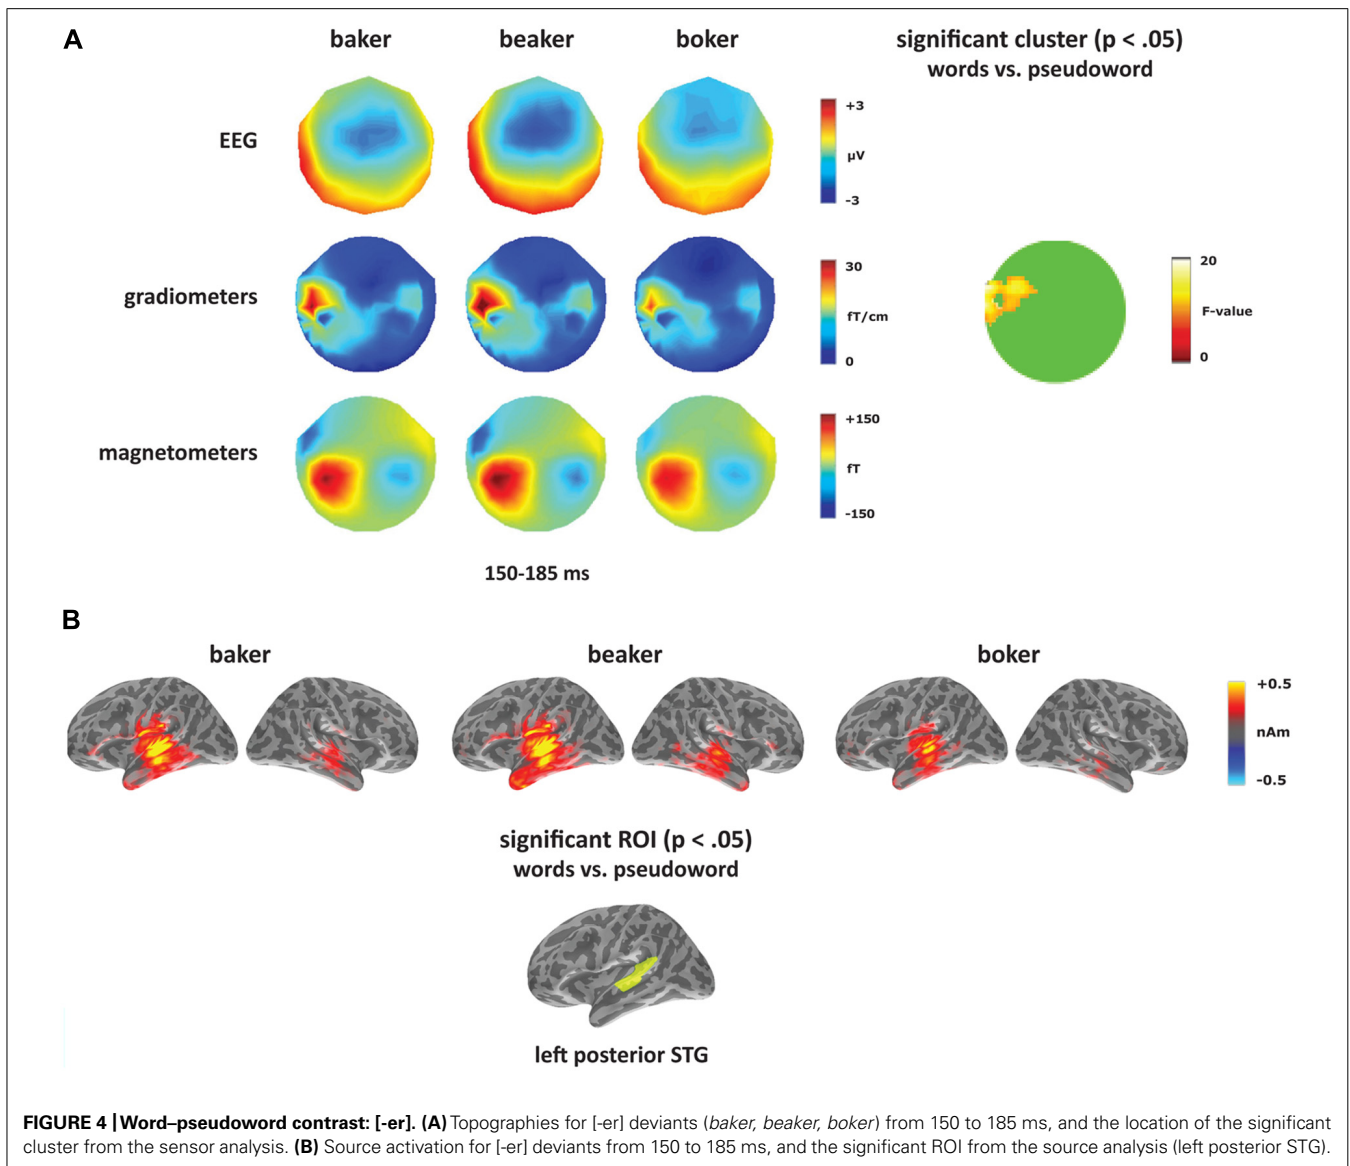 A
baker beaker boker significant cluster (p < .05)
words vs. pseudoword
EEG
+3
μV
-3
gradiometers
30
fT/cm
0
20
F-value
0
magnetometers
+150
fT
-150
150-185 ms
B
baker beaker boker
+0.5
nAm
-0.5
significant ROI (p < .05)
words vs. pseudoword
left posterior STG
FIGURE 4 | Word–pseudoword contrast: [-er]. (A) Topographies for [-er] deviants (baker, beaker, boker) from 150 to 185 ms, and the location of the significant
cluster from the sensor analysis. (B) Source activation for [-er] deviants from 150 to 185 ms, and the significant ROI from the source analysis (left posterior STG).